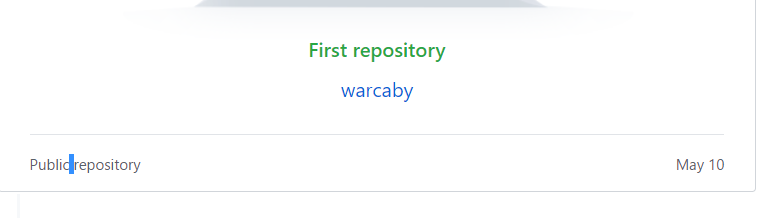 First repository
warcaby
Public repository
May 10